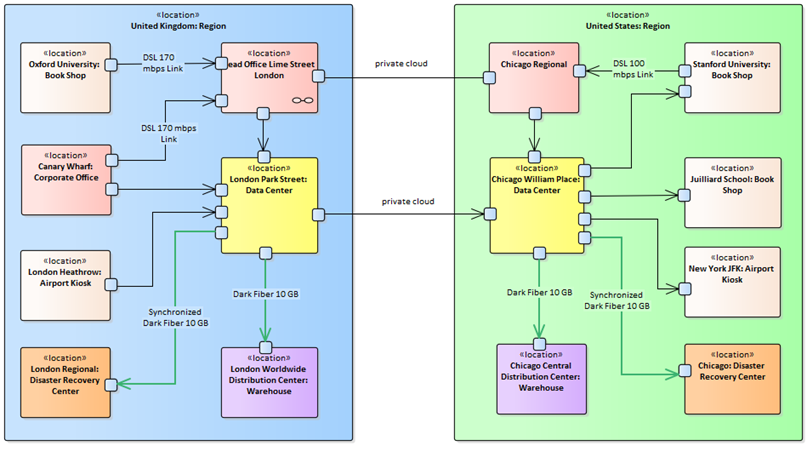 «location»
United Kingdom: Region
«location»
Oxford University:
Book Shop
DSL 170
mbps Link
«location»
ead Office Lime Street
London
DSL 170 mbps
Link
«location»
Canary Wharf:
Corporate Office
«location»
London Park Street:
Data Center
«location»
London Heathrow:
Airport Kiosk
Synchronized
Dark Fiber 10 GB
Dark Fiber 10 GB
«location»
London Regional:
Disaster Recovery
Center
«location»
London Worldwide
Distribution Center:
Warehouse
private cloud
private cloud
«location»
United States: Region
«location»
Chicago Regional
DSL 100
mbps Link
«location»
Stanford University:
Book Shop
«location»
Chicago William Place:
Data Center
«location»
Juilliard School: Book
Shop
«location»
New York JFK: Airport
Kiosk
Dark Fiber 10 GB
Synchronized
Dark Fiber 10 GB
«location»
Chicago Central
Distribution Center:
Warehouse
«location»
Chicago: Disaster
Recovery Center